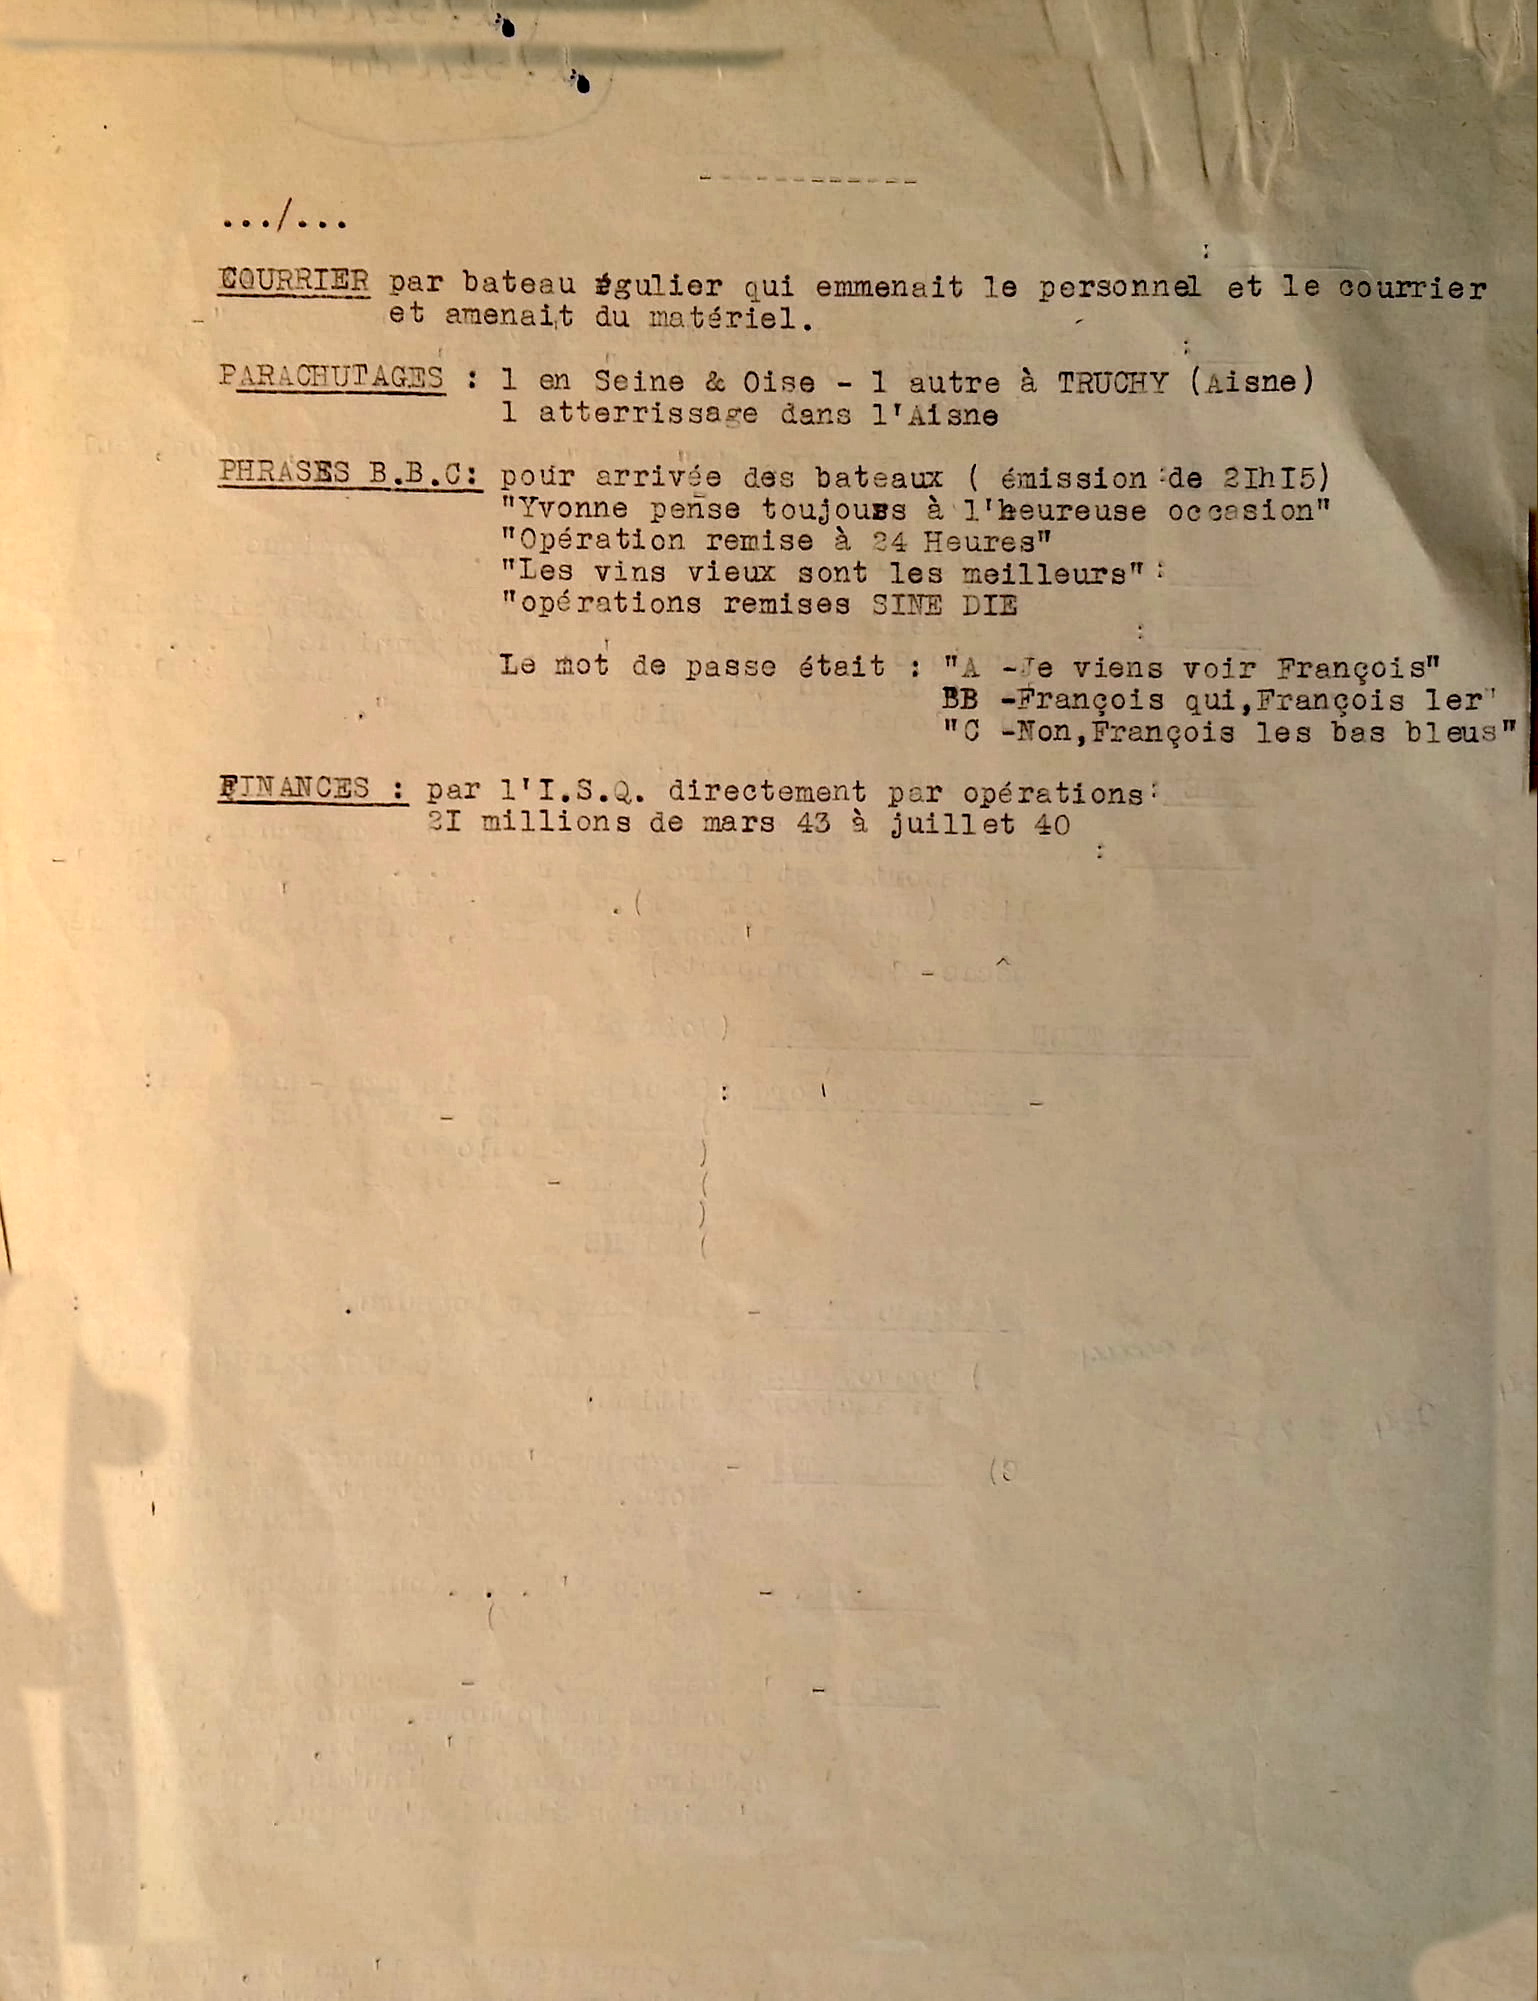 .../...
COURRIER par bateau égulier qui emmenait le personnel et le courrier
et amenait du matériel.
PARACHUTAGES : 1 en Seine & Oise - 1 autre à TRUCHY (Aisne)
1 atterrissage dans l'Aisne
PHRASES B.B.C: pour arrivée des bateaux ( émission de 2IhI5)
"Yvonne pense toujours à l'heureuse occasion"
"Opération remise à 24 Heures"
"Les vins vieux sont les meilleurs"
"opérations remises SINE DIE
Le mot de passe était : "A -Je viens voir François"
BB -François qui,François 1er'
"C -Non,François les bas bleus"
FINANCES : par l'I.S.Q. directement par opérations
2I millions de mars 43 à juillet 40